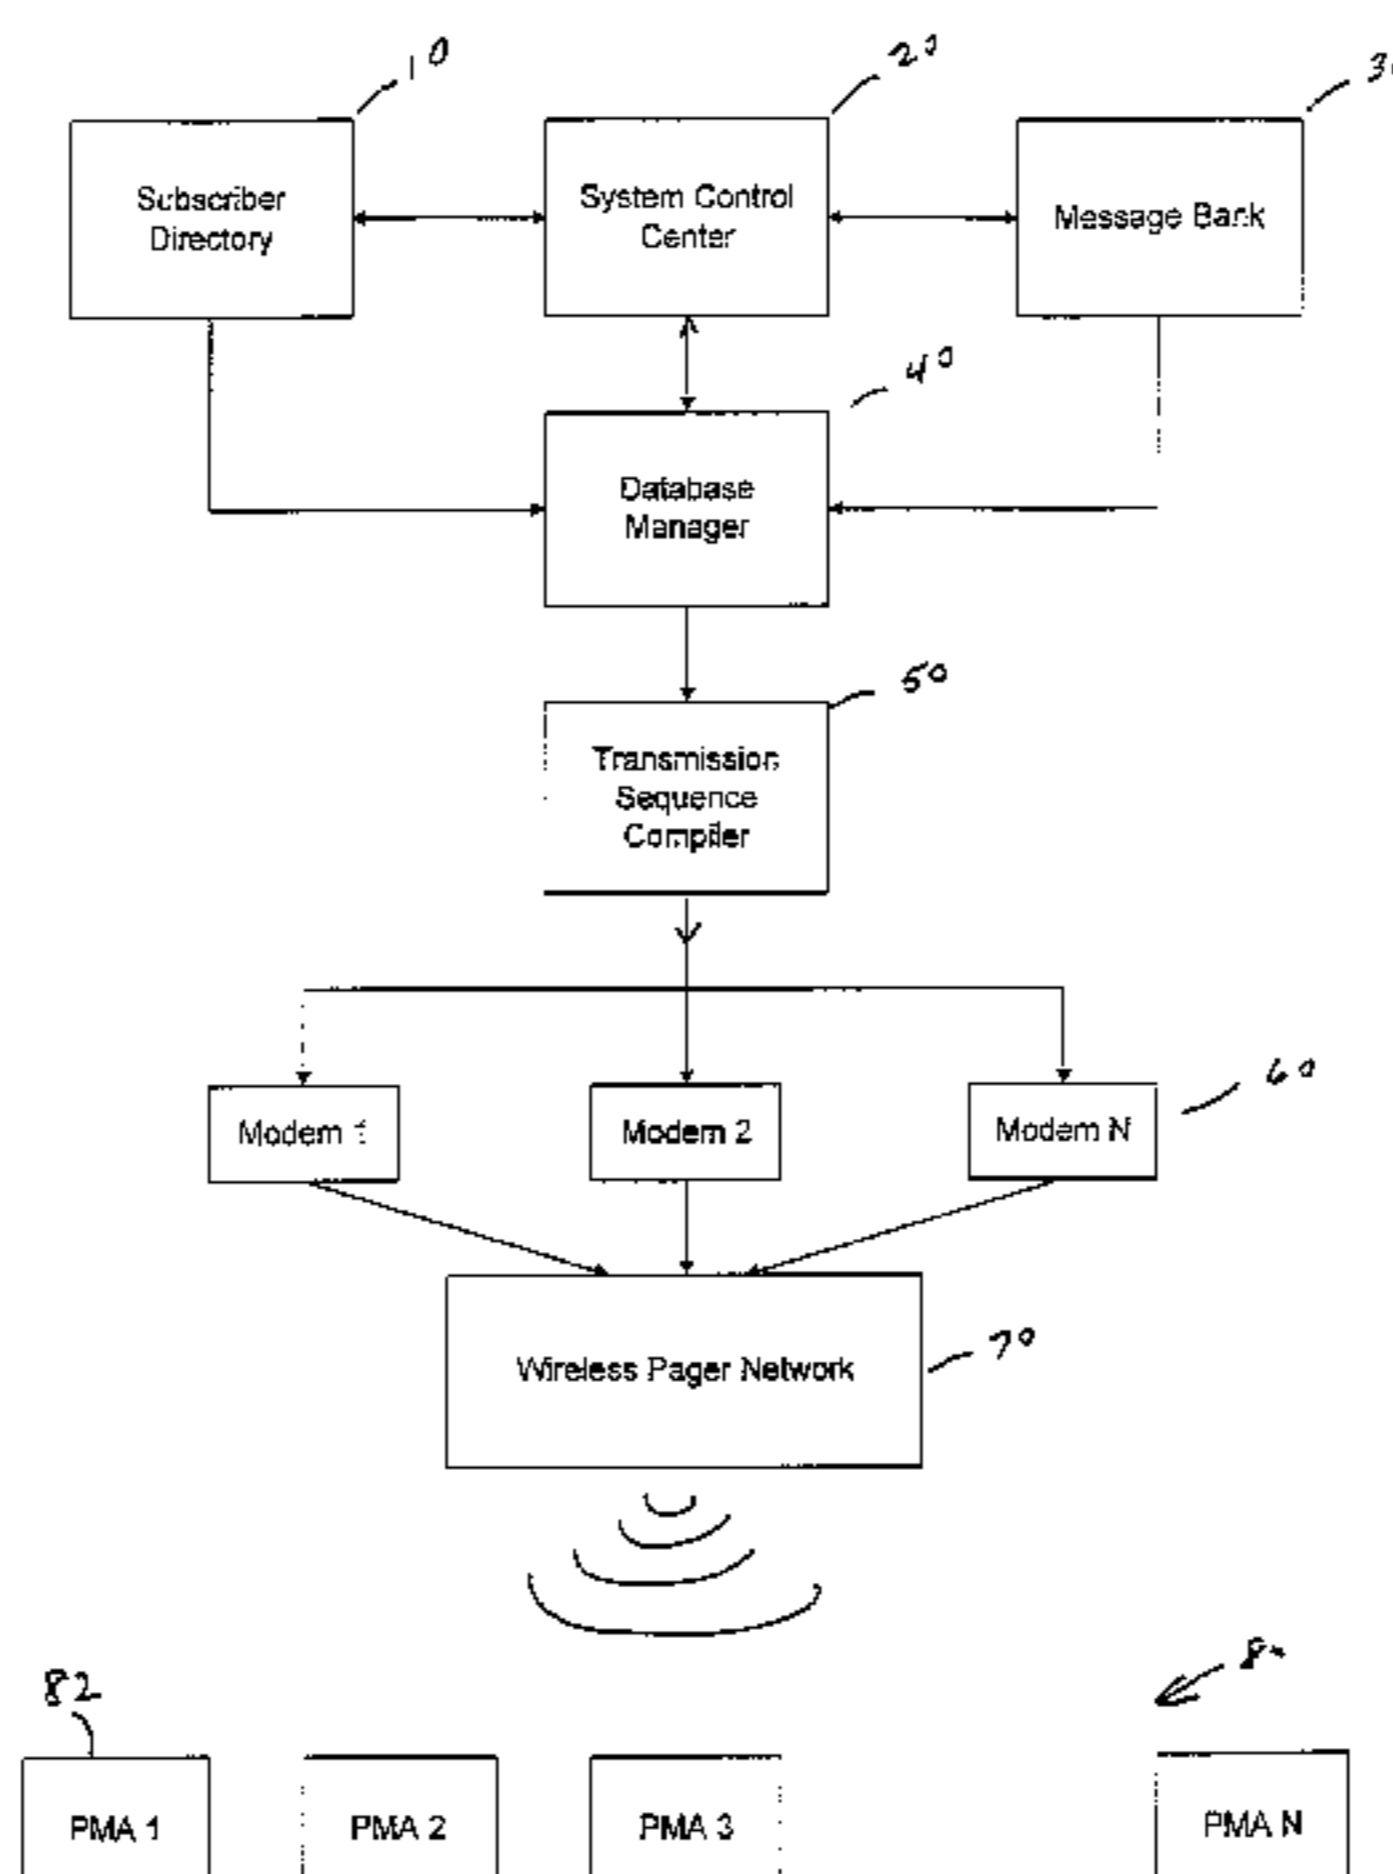 10
20
Subscriber
Directory
System Control
Center
Message Bank
40
Database
Manager
50
Transmission
Sequence
Compiler
60
Modem 1
Modem 2
Modem N
70
Wireless Pager Network
82
PMA 1
PMA 2
PMA 3
PMA N